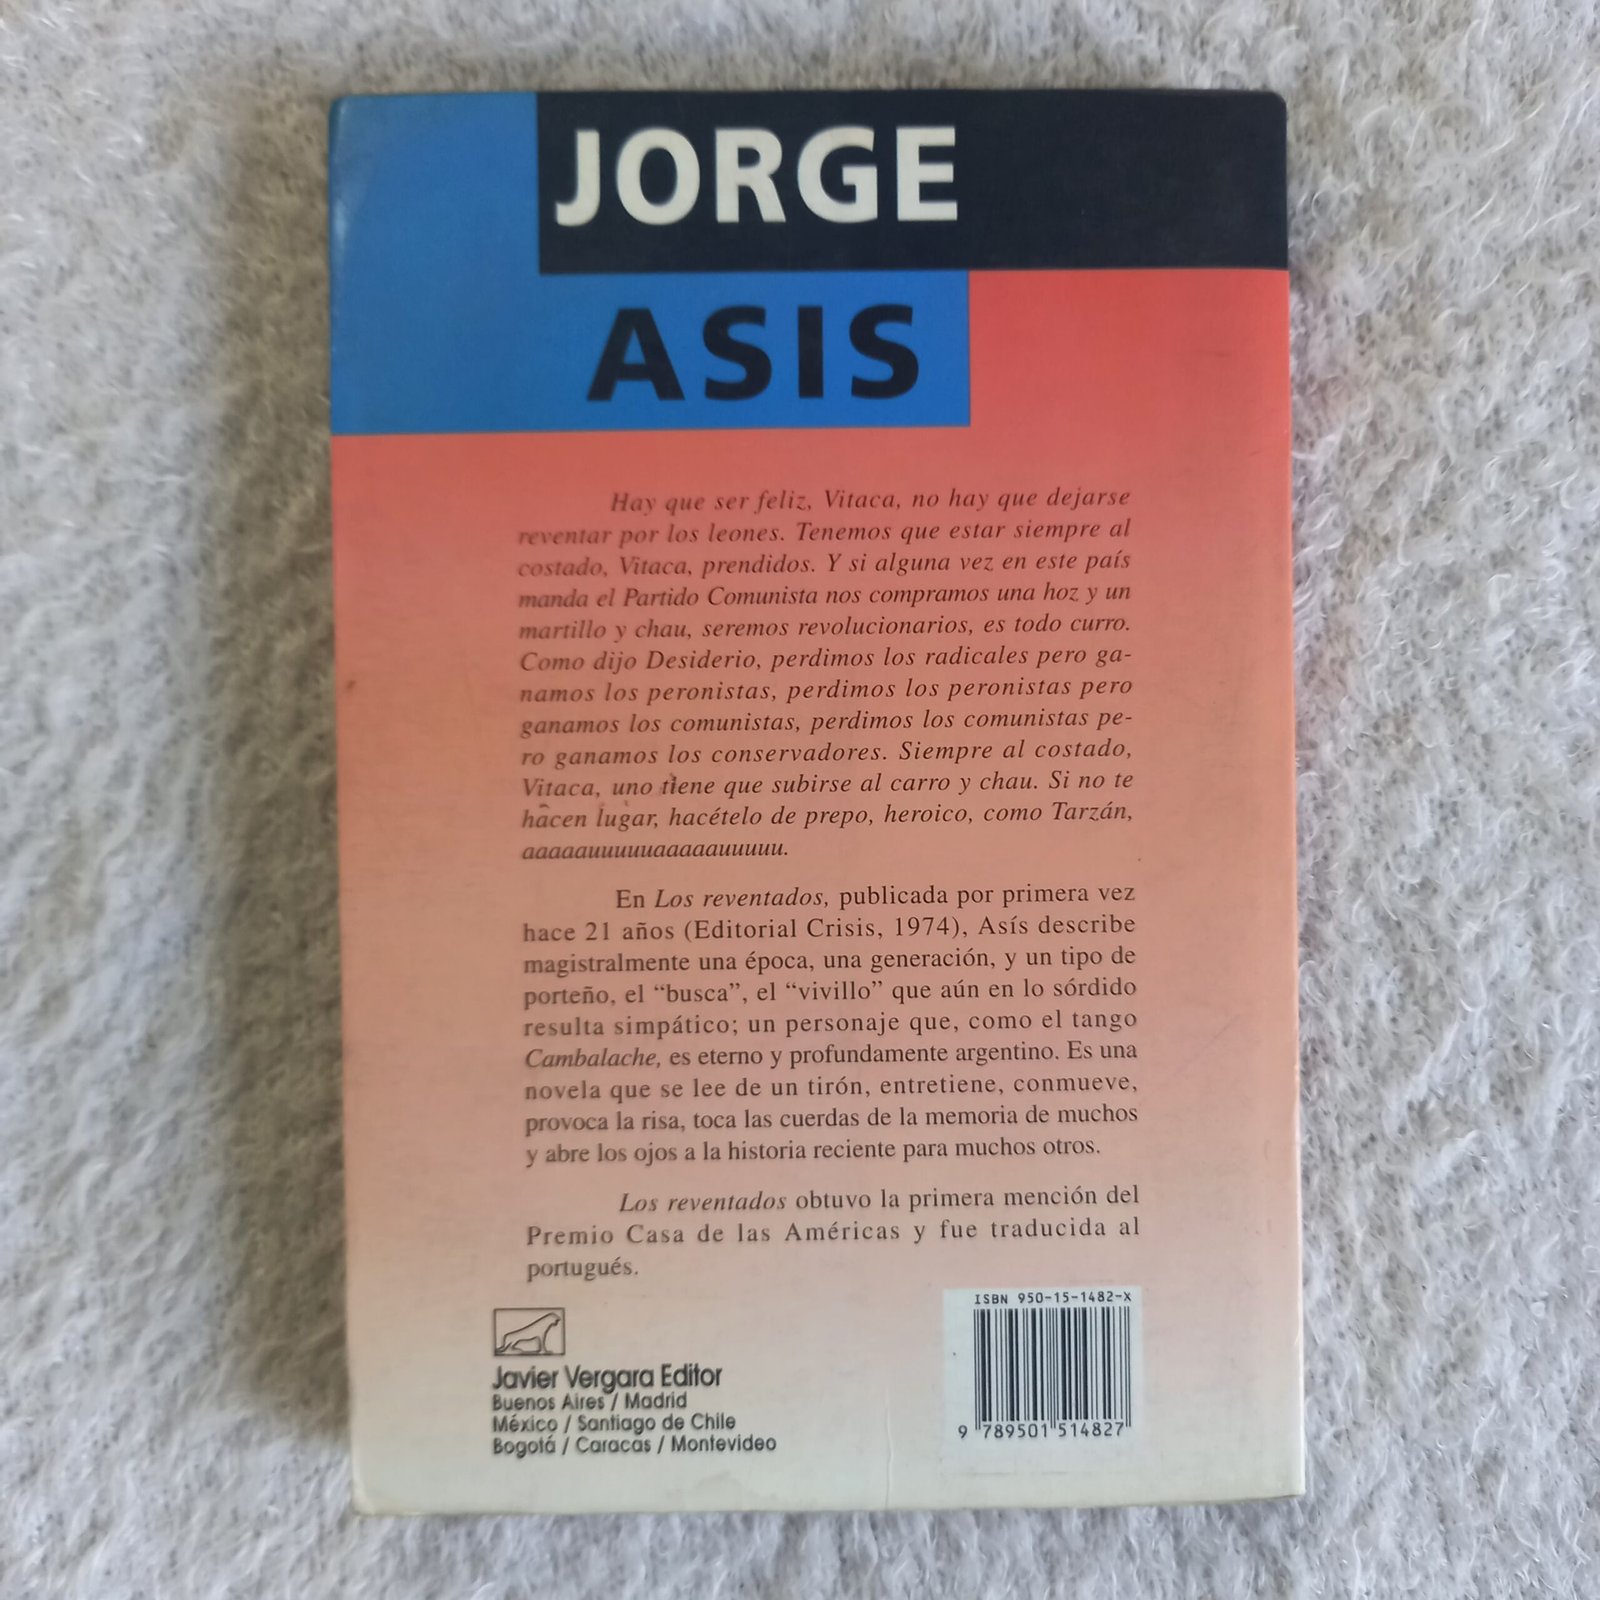 JORGE
ASIS
Hay que ser feliz, Vitaca, no hay que dejarse
reventar por los leones. Tenemos que estar siempre al
costado, Vitaca, prendidos. Y si alguna vez en este país
manda el Partido Comunista nos compramos una hoz y un
martillo y chau, seremos revolucionarios, es todo curro.
Como dijo Desiderio, perdimos los radicales pero ga-
namos los peronistas, perdimos los peronistas pero
ganamos los comunistas, perdimos los comunistas pe-
ro ganamos los conservadores. Siempre al costado,
Vitaca, uno tiene que subirse al carro y chau. Si no te
hacen lugar, hacételo de prepo, heroico, como Tarzán,
aaaaauuuuuaaaaauuuuu.
En Los reventados, publicada por primera vez
hace 21 años (Editorial Crisis, 1974), Asís describe
magistralmente una época, una generación, y un tipo de
porteño, el “busca”, el “vivillo” que aún en lo sórdido
resulta simpático; un personaje que, como el tango
Cambalache, es eterno y profundamente argentino. Es una
novela que se lee de un tirón, entretiene, conmueve,
provoca la risa, toca las cuerdas de la memoria de muchos
y abre los ojos a la historia reciente para muchos otros.
Los reventados obtuvo la primera mención del
Premio Casa de las Américas y fue traducida al
portugués.
ISBN 950-15-1482-X
9 789501 514827
Javier Vergara Editor
Buenos Aires / Madrid
México / Santiago de Chile
Bogotá / Caracas / Montevideo